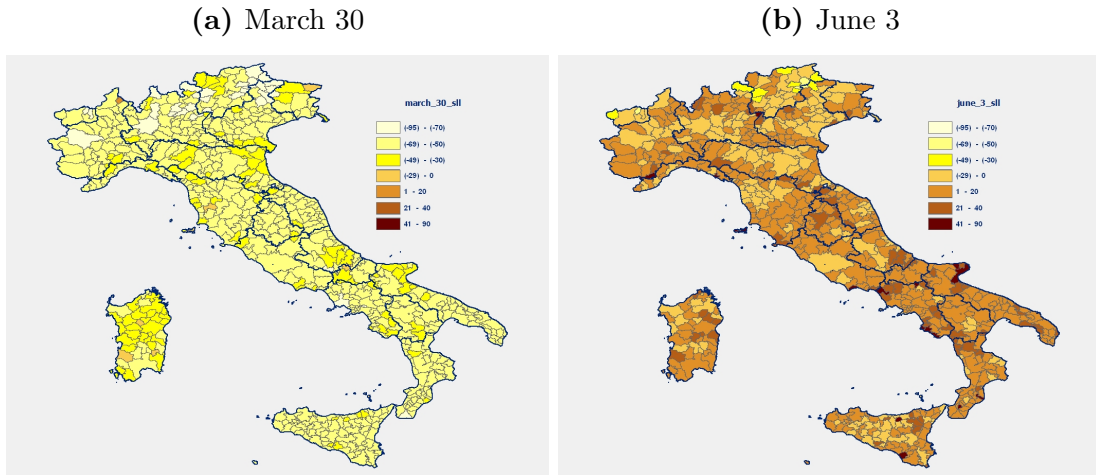 (a) March 30
(b) June 3
march_30_sll
(-95) - (-70)
(-69) - (-50)
(-49) - (-30)
(-29) - 0
1 - 20
21 - 40
41 - 90
june_3_sll
(-95) - (-70)
(-69) - (-50)
(-49) - (-30)
(-29) - 0
1 - 20
21 - 40
41 - 90